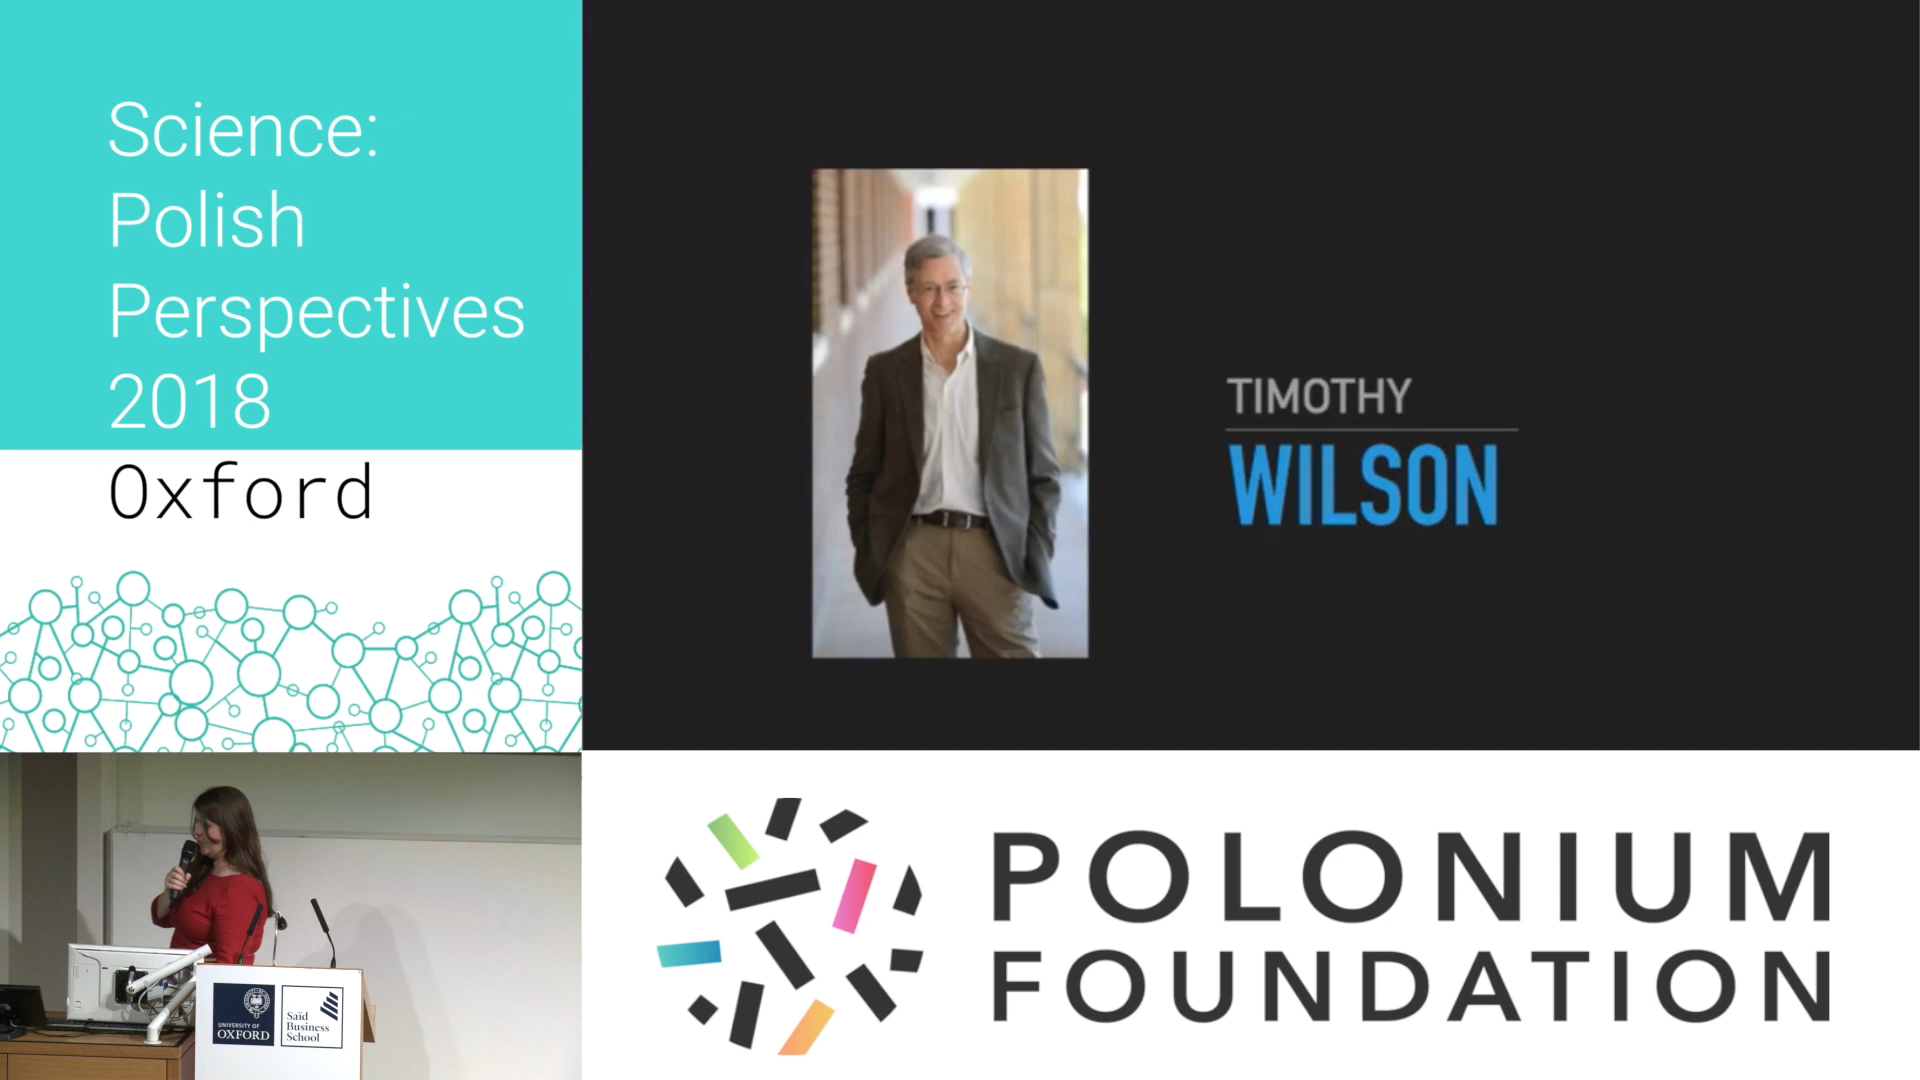 Science:
Polish
Perspectives
2018
Oxford
TIMOTHY
WILSON
POLONIUM
FOUNDATION
UNIVERSITY OF
OXFORD
Saïd
Business
School